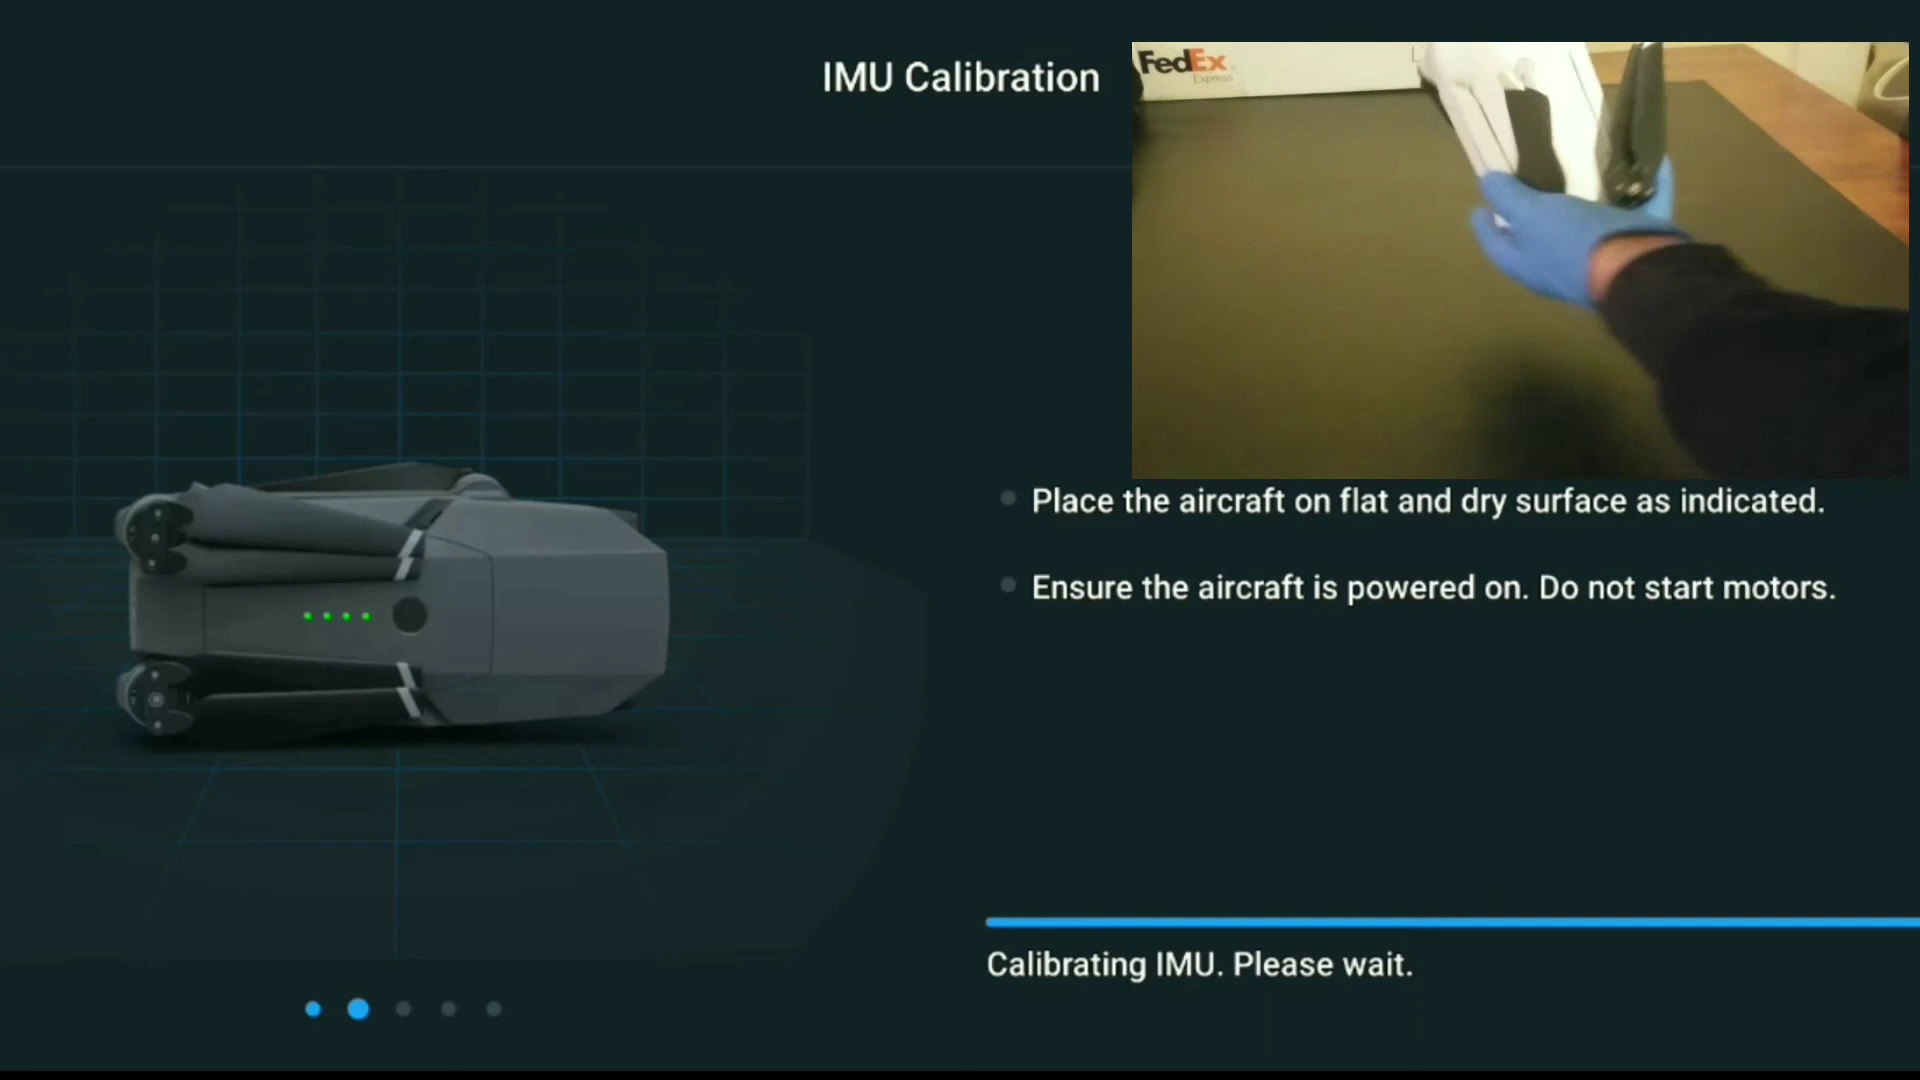 IMU Calibration
FedEx
Express
Place the aircraft on flat and dry surface as indicated.
Ensure the aircraft is powered on. Do not start motors.
Calibrating IMU. Please wait.